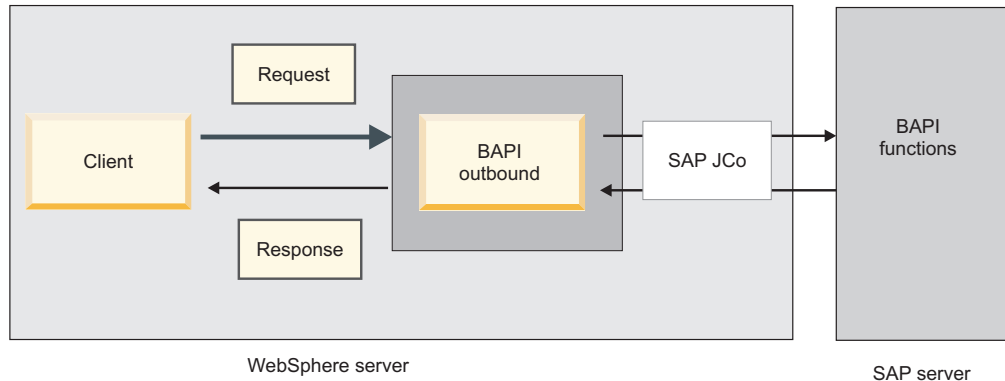 Request
Client
BAPI
outbound
SAP JCo
BAPI
functions
Response
WebSphere server
SAP server